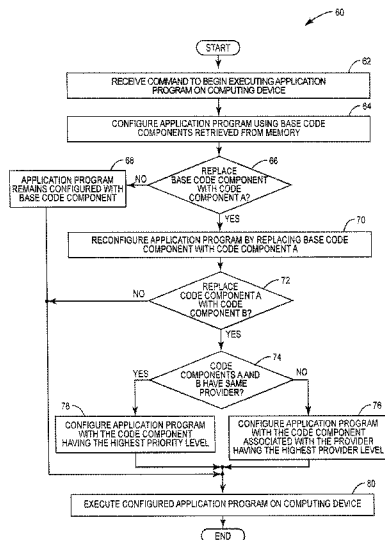 60
START
62
RECEIVE COMMAND TO BEGIN EXECUTING APPLICATION
PROGRAM ON COMPUTING DEVICE
64
CONFIGURE APPLICATION PROGRAM USING BASE CODE
COMPONENTS RETRIEVED FROM MEMORY
68
APPLICATION PROGRAM
REMAINS CONFIGURED WITH
BASE CODE COMPONENT
NO
66
REPLACE
BASE CODE COMPONENT
WITH CODE
COMPONENT A?
YES
70
RECONFIGURE APPLICATION PROGRAM BY REPLACING BASE CODE
COMPONENT WITH CODE COMPONENT A
72
NO
REPLACE
CODE COMPONENT A
WITH CODE
COMPONENT B?
YES
74
YES
CODE
COMPONENTS A AND
B HAVE SAME
PROVIDER?
NO
78
CONFIGURE APPLICATION PROGRAM
WITH THE CODE COMPONENT
HAVING THE HIGHEST PRIORITY LEVEL
76
CONFIGURE APPLICATION PROGRAM
WITH THE CODE COMPONENT
ASSOCIATED WITH THE PROVIDER
HAVING THE HIGHEST PROVIDER LEVEL
80
EXECUTE CONFIGURED APPLICATION PROGRAM ON COMPUTING DEVICE
END